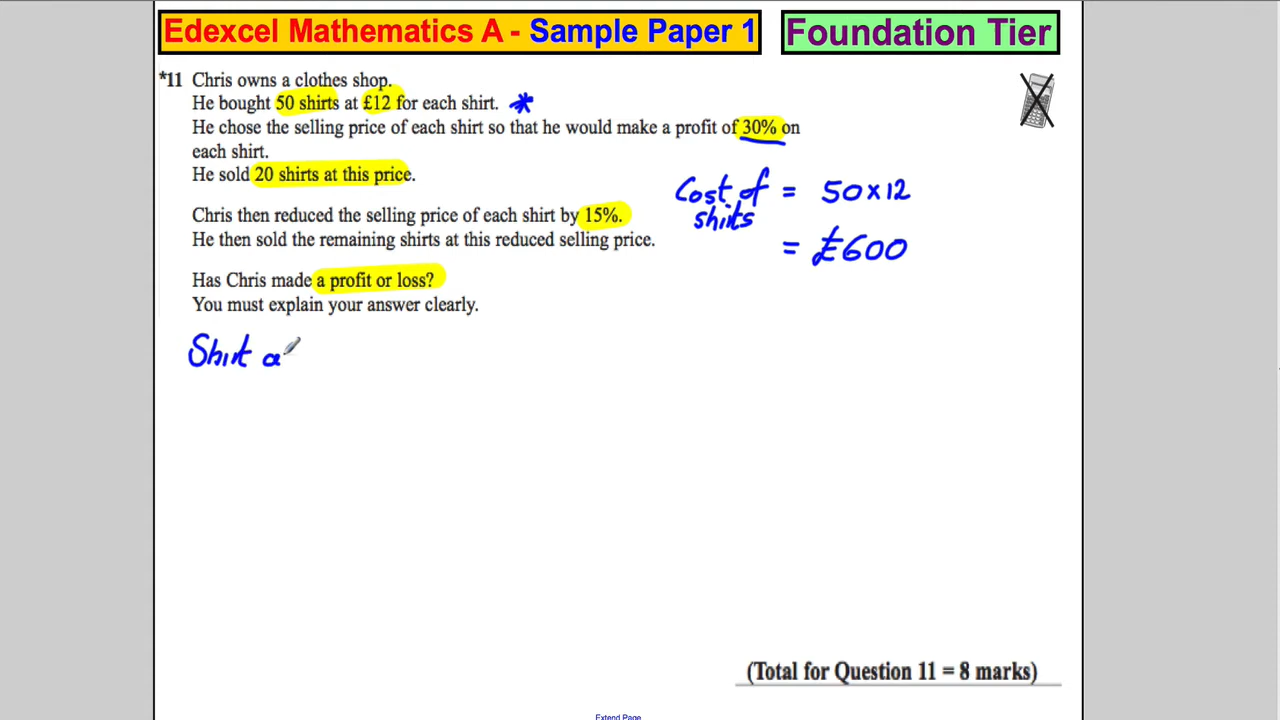 Edexcel Mathematics A - Sample Paper 1
Foundation Tier
*11 Chris owns a clothes shop.
He bought 50 shirts at £12 for each shirt. *
He chose the selling price of each shirt so that he would make a profit of 30% on
each shirt.
He sold 20 shirts at this price.
Chris then reduced the selling price of each shirt by 15%.
He then sold the remaining shirts at this reduced selling price.
Has Chris made a profit or loss?
You must explain your answer clearly.
Cost of = 50×12
shirts
= £600
Shirt a
(Total for Question 11 = 8 marks)
Extend Page